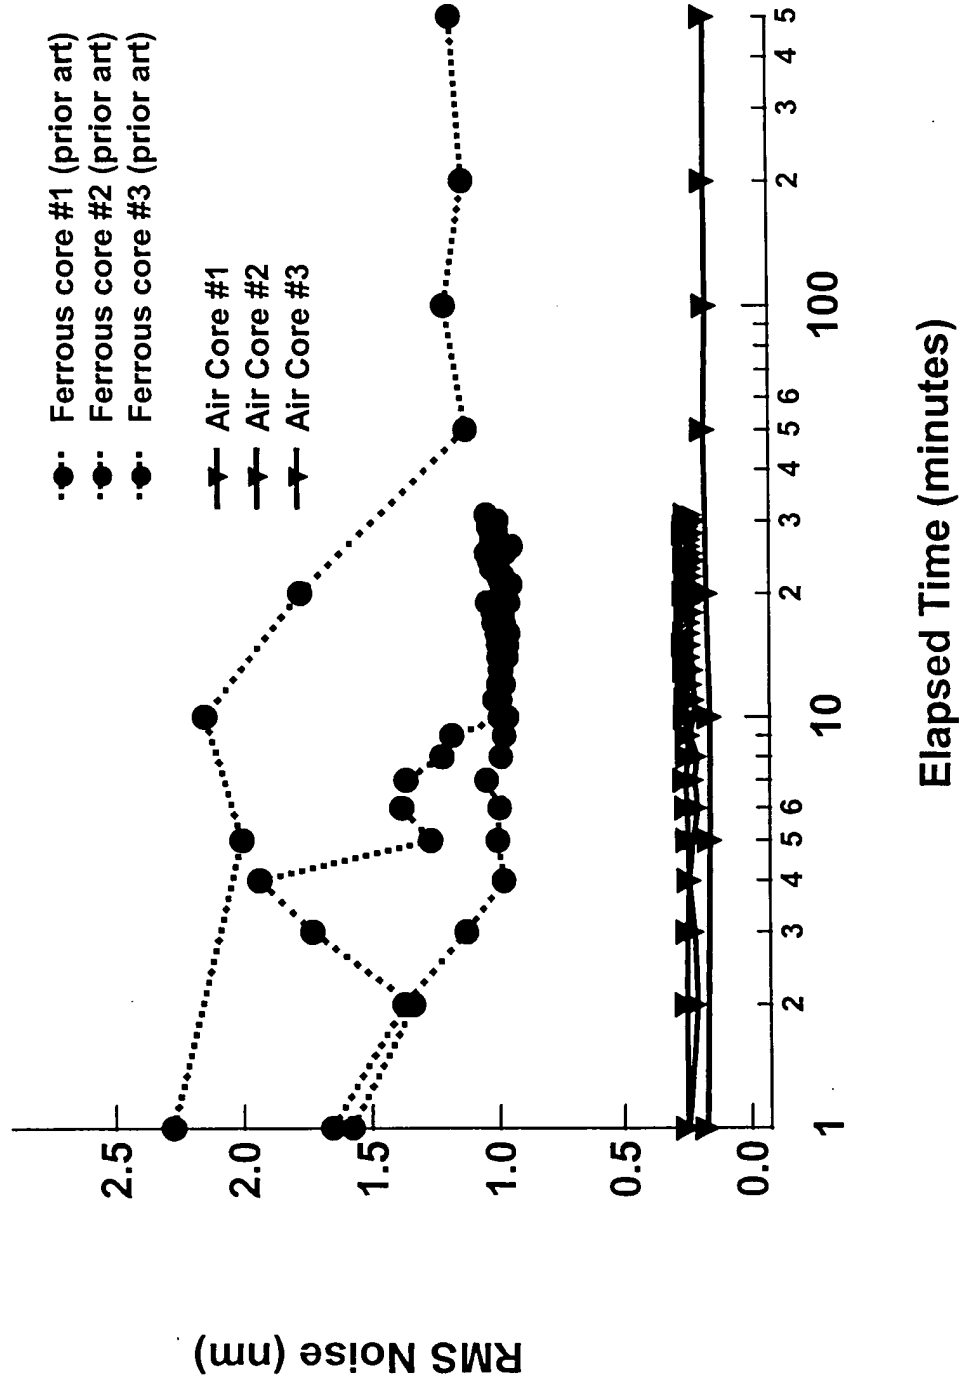 Ferrous core #1 (prior art)
Ferrous core #2 (prior art)
Ferrous core #3 (prior art)
Air Core #1
Air Core #2
Air Core #3
RMS Noise (nm)
2.5
2.0
1.5
1.0
0.5
0.0
1 2 3 4 5 6 10 2 3 4 5 6 100 2 3 4 5
Elapsed Time (minutes)